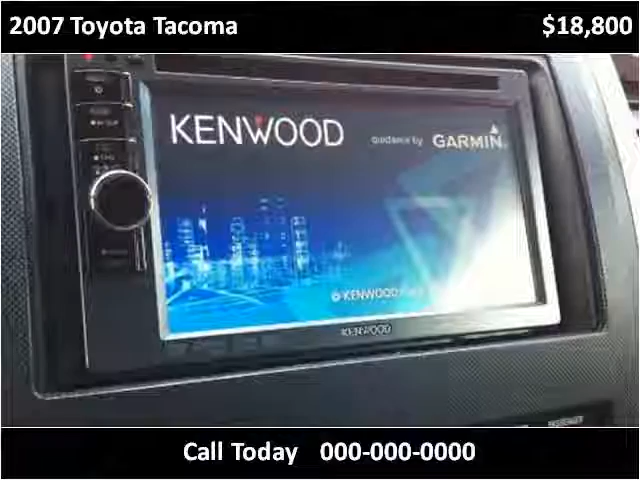 2007 Toyota Tacoma $18,800
KENWOOD guidance by GARMIN
KENWOOD
KENWOOD
Call Today 000-000-0000